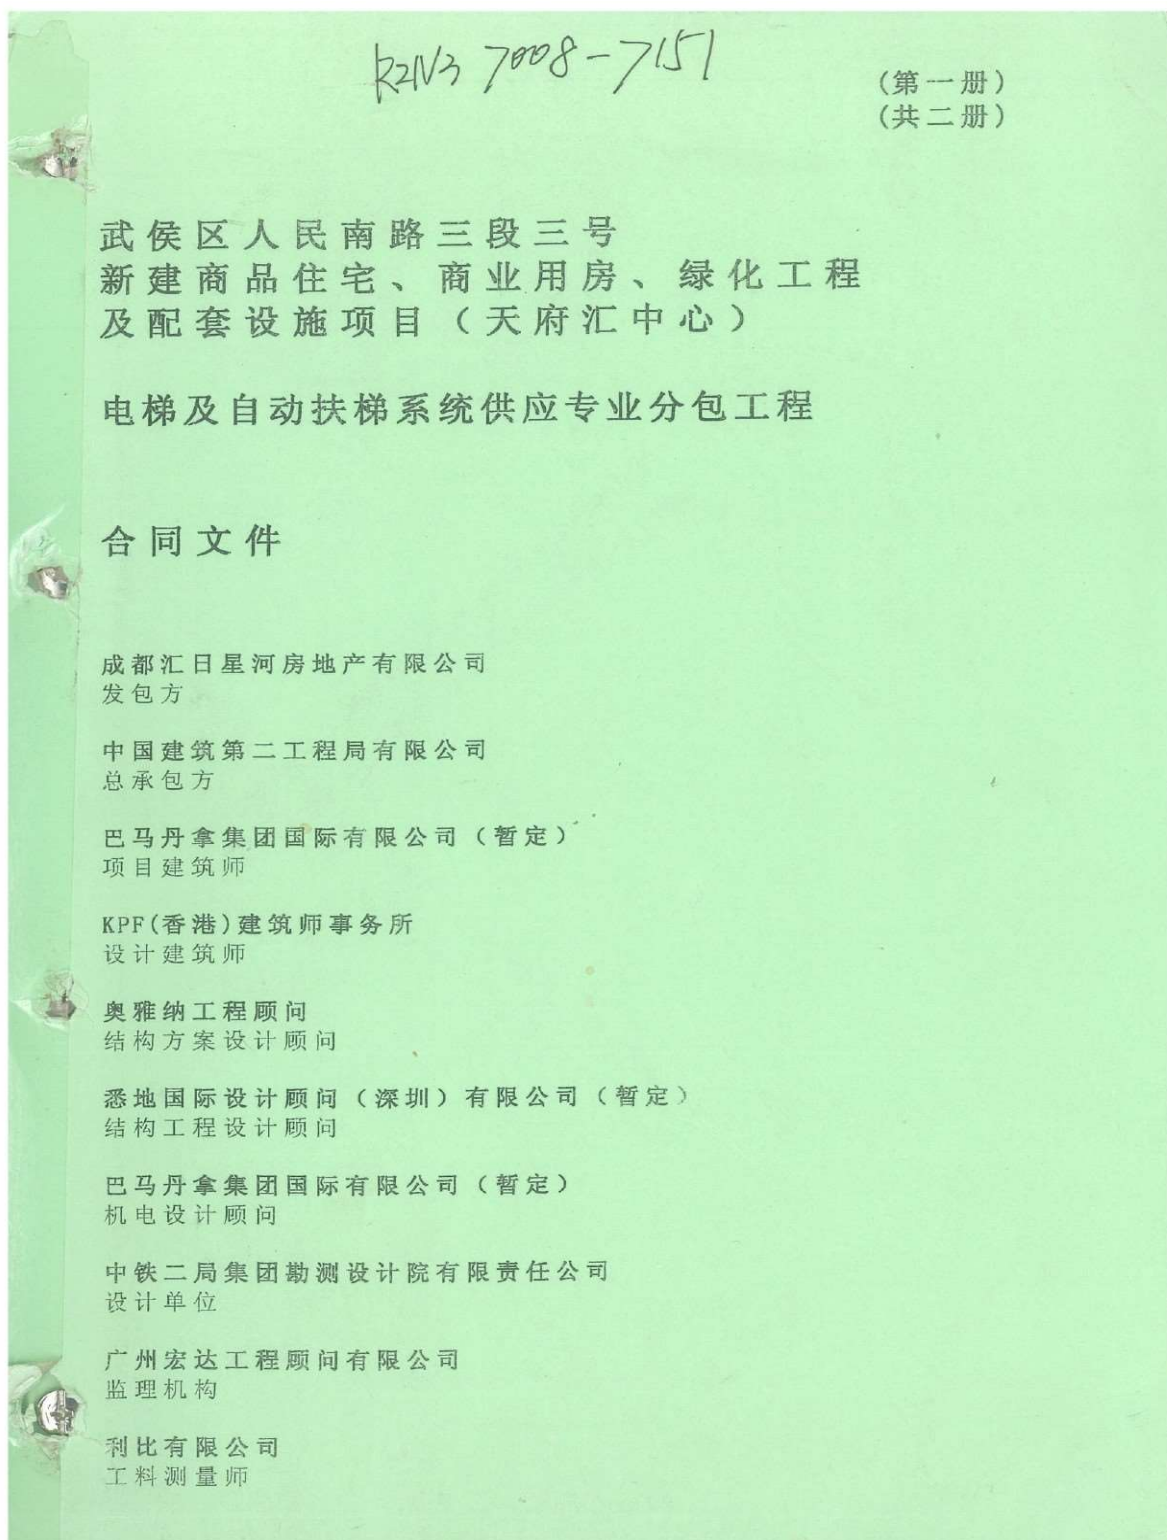 R2N3 7008-7151
（第一册）
（共二册）
武侯区人民南路三段三号
新建商品住宅、商业用房、绿化工程
及配套设施项目（天府汇中心）
电梯及自动扶梯系统供应专业分包工程
合同文件
成都汇日星河房地产有限公司
发包方
中国建筑第二工程局有限公司
总承包方
巴马丹拿集团国际有限公司（暂定）
项目建筑师
KPF(香港)建筑师事务所
设计建筑师
奥雅纳工程顾问
结构方案设计顾问
悉地国际设计顾问（深圳）有限公司（暂定）
结构工程设计顾问
巴马丹拿集团国际有限公司（暂定）
机电设计顾问
中铁二局集团勘测设计院有限责任公司
设计单位
广州宏达工程顾问有限公司
监理机构
利比有限公司
工料测量师